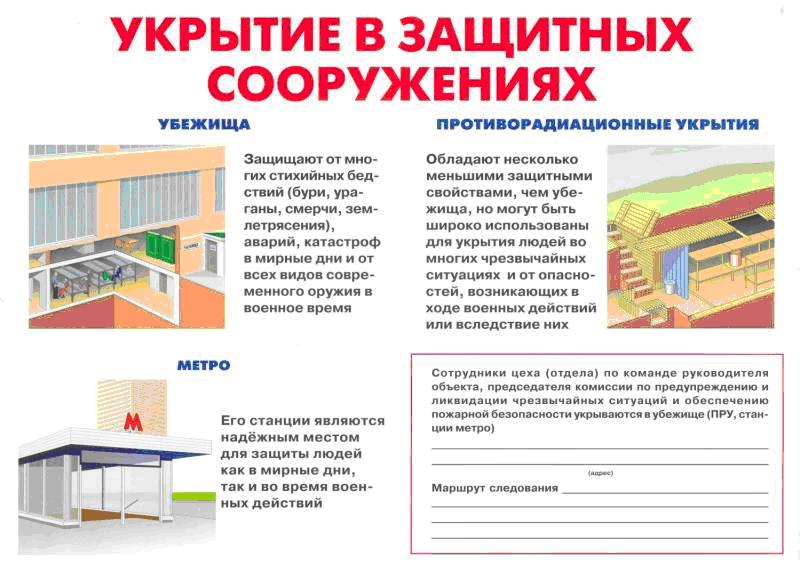 УКРЫТИЕ В ЗАЩИТНЫХ
СООРУЖЕНИЯХ
УБЕЖИЩА
Защищают от мно-
гих стихийных бед-
ствий (бури, ура-
ганы, смерчи, зем-
летрясения),
аварий, катастроф
в мирные дни и от
всех видов совре-
менного оружия в
военное время
ПРОТИВОРАДИАЦИОННЫЕ УКРЫТИЯ
Обладают несколько
меньшими защитными
свойствами, чем убе-
жища, но могут быть
широко использованы
для укрытия людей во
многих чрезвычайных
ситуациях и от опасно-
стей, возникающих в
ходе военных действий
или вследствие них
МЕТРО
М
Его станции являются
надёжным местом
для защиты людей
как в мирные дни,
так и во время воен-
ных действий
Сотрудники цеха (отдела) по команде руководителя
объекта, председателя комиссии по предупреждению и
ликвидации чрезвычайных ситуаций и обеспечению
пожарной безопасности укрываются в убежище (ПРУ, стан-
ции метро)
(адрес)
Маршрут следования